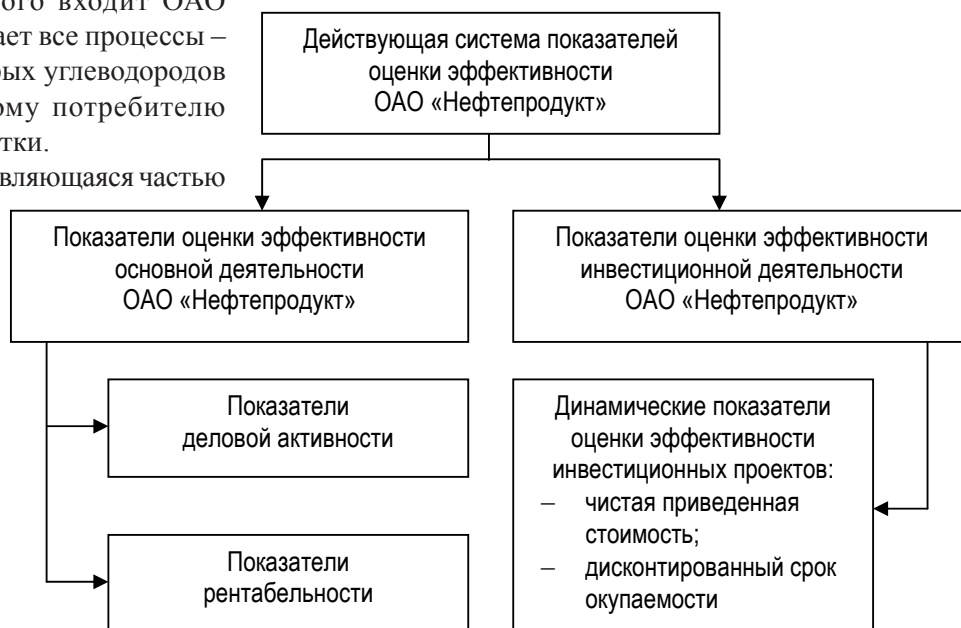 ого входит ОАО
ает все процессы –
рых углеводородов
ому потребителю
тки.
вляющаяся частью
Действующая система показателей
оценки эффективности
ОАО «Нефтепродукт»
Показатели оценки эффективности
основной деятельности
ОАО «Нефтепродукт»
Показатели оценки эффективности
инвестиционной деятельности
ОАО «Нефтепродукт»
Показатели
деловой активности
Показатели
рентабельности
Динамические показатели
оценки эффективности
инвестиционных проектов:
– чистая приведенная
стоимость;
– дисконтированный срок
окупаемости